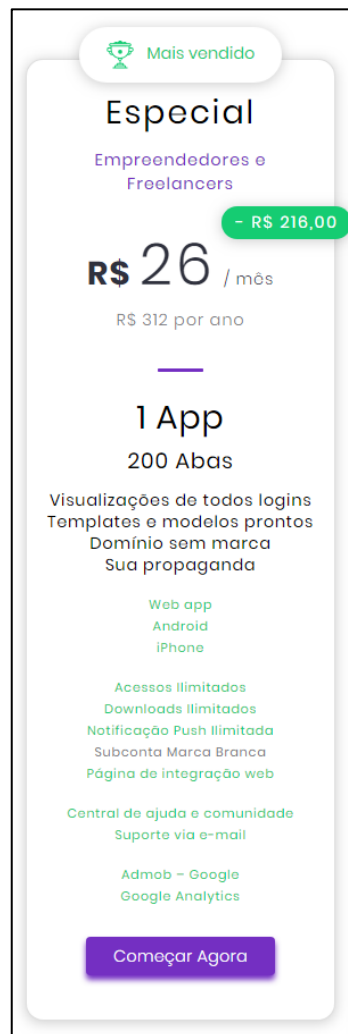 Mais vendido
Especial
Empreendedores e
Freelancers
- R$ 216,00
R$ 26 / mês
R$ 312 por ano
1 App
200 Abas
Visualizações de todos logins
Templates e modelos prontos
Domínio sem marca
Sua propaganda
Web app
Android
iPhone
Acessos Ilimitados
Downloads Ilimitados
Notificação Push Ilimitada
Subconta Marca Branca
Página de integração web
Central de ajuda e comunidade
Suporte via e-mail
Admob – Google
Google Analytics
Começar Agora